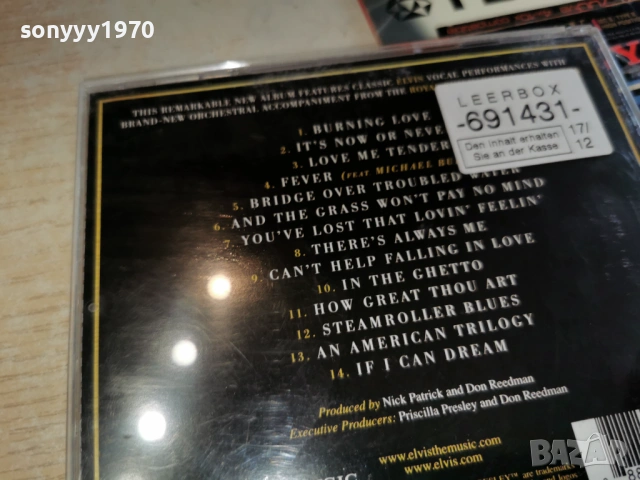 sonyyy1970
THIS REMARKABLE NEW ALBUM FEATURES CLASSIC ELVIS VOCAL PERFORMANCES WITH
BRAND-NEW ORCHESTRAL ACCOMPANIMENT FROM THE ROYAL
1. BURNING LOVE
2. IT'S NOW OR NEVER
3. LOVE ME TENDER
4. FEVER (FEAT MICHAEL
5. BRIDGE OVER TROUBLED WATER
6. AND THE GRASS WON'T PAY NO MIND
7. YOU'VE LOST THAT LOVIN' FEELIN'
8. THERE'S ALWAYS ME
9. CAN'T HELP FALLING IN LOVE
10. IN THE GHETTO
11. HOW GREAT THOU ART
12. STEAMROLLER BLUES
13. AN AMERICAN TRILOGY
14. IF I CAN DREAM
LEERBOX
-691431-
Den Inhalt erhalten 17/
Sie an der Kasse 12
Produced by Nick Patrick and Don Reedman
Executive Producers: Priscilla Presley and Don Reedman
www.elvisthemusic.com
www.elvis.com
are trademarks
and logos
BAZAR